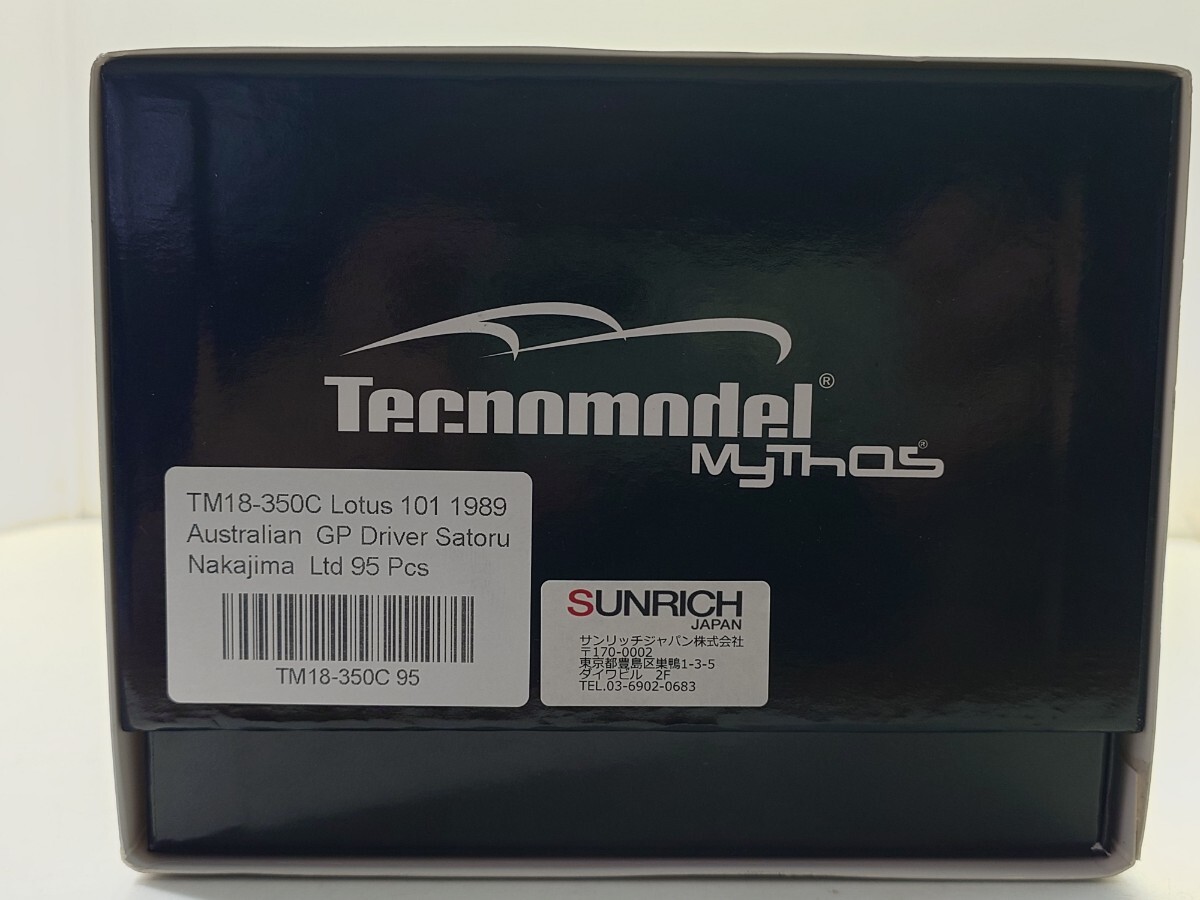 Tecnomodel®
MyThos®
TM18-350C Lotus 101 1989
Australian GP Driver Satoru
Nakajima Ltd 95 Pcs
TM18-350C 95
SUNRICH
JAPAN
サンリッチジャパン株式会社
〒170-0002
東京都豊島区巣鴨1-3-5
ダイワビル 2F
TEL.03-6902-0683